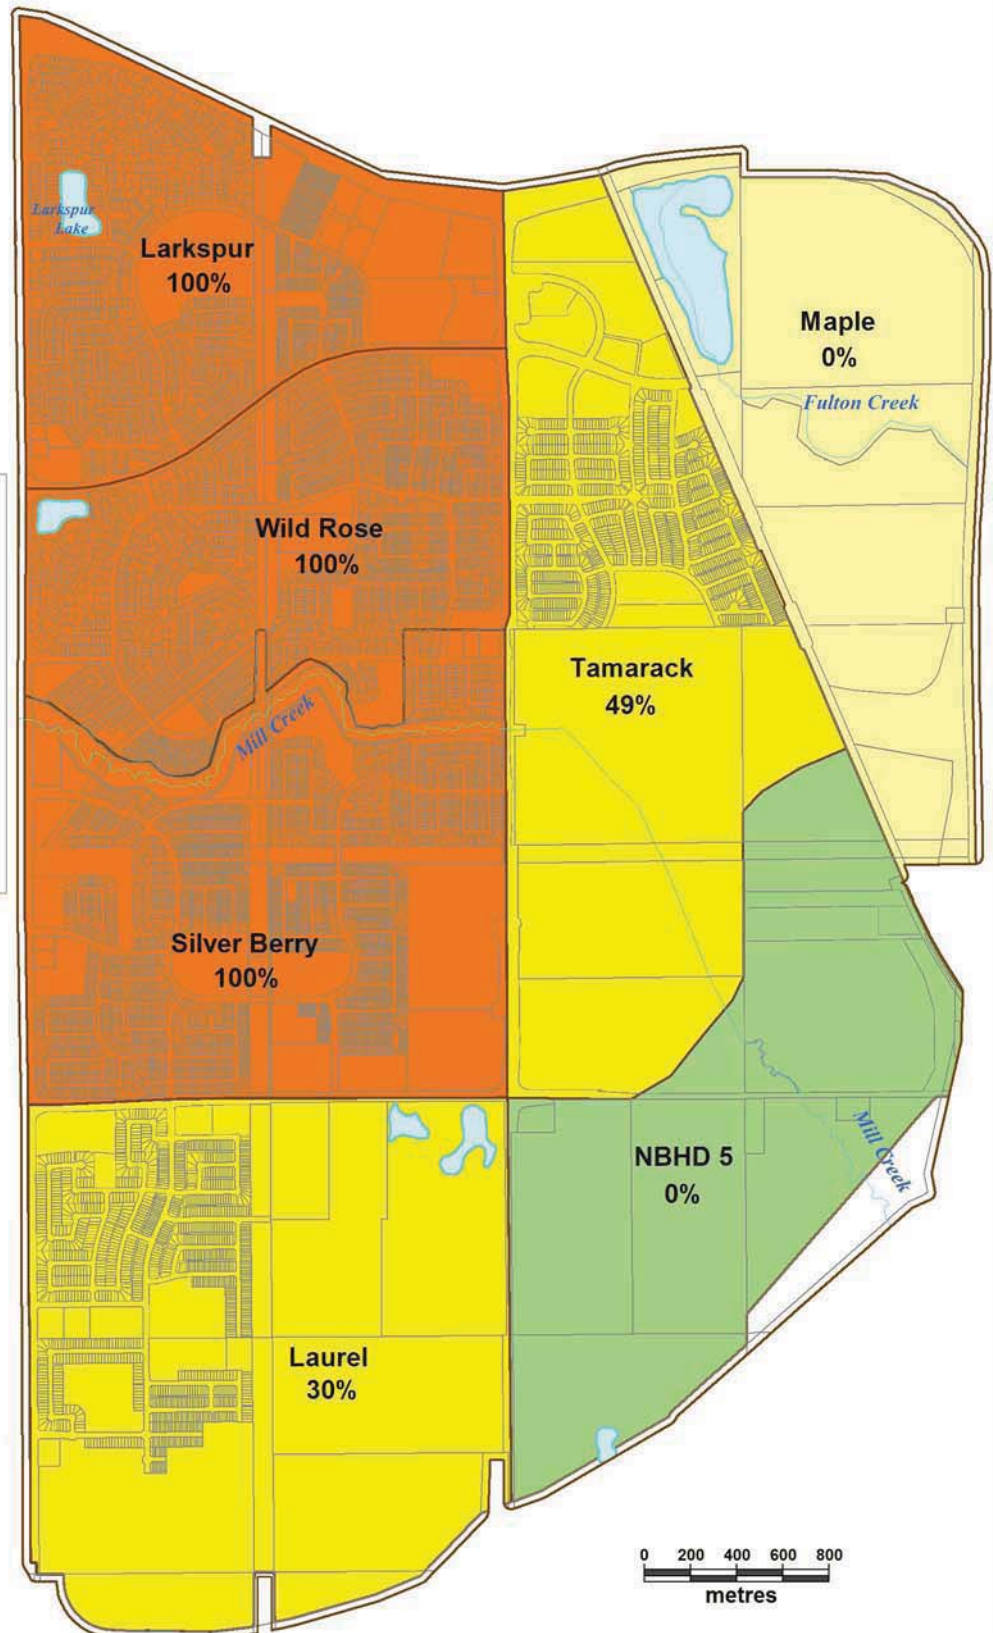 Larkspur
Lake
Larkspur
100%
Maple
0%
Fulton Creek
Wild Rose
100%
Tamarack
49%
Mill Creek
Silver Berry
100%
NBHD 5
0%
Mill Creek
Laurel
30%
0 200 400 600 800
metres